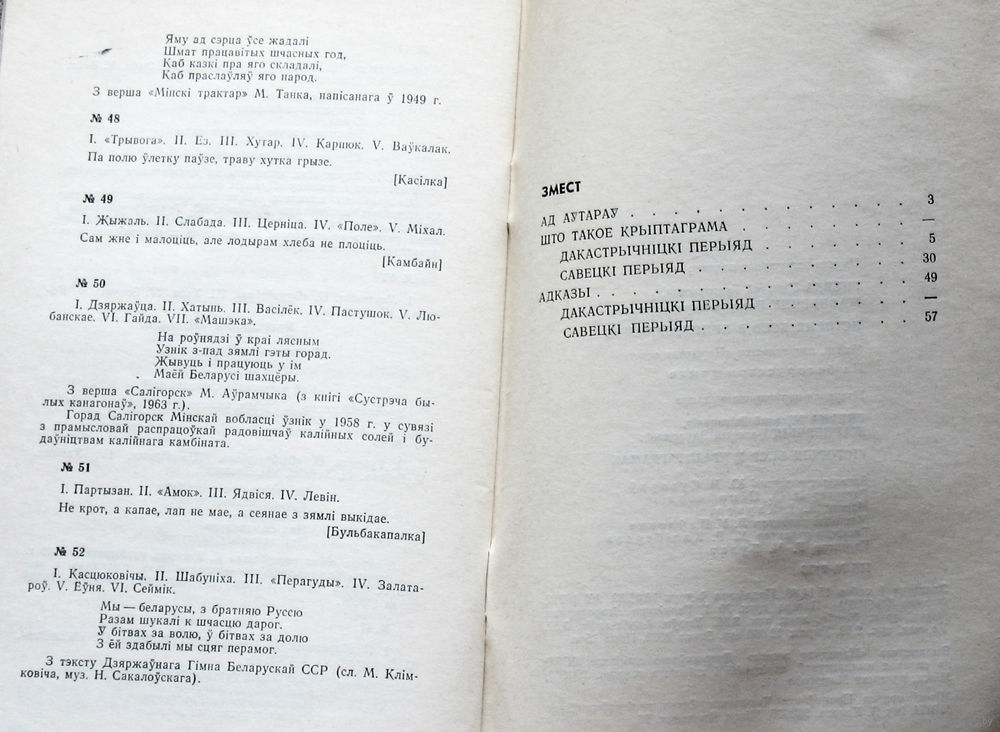 Яму ад сэрца ўсе жадалі
Шмат працавітых шчасных год,
Каб казкі пра яго складалі,
Каб праслаўляў яго народ.
З верша «Мінскі трактар» М. Танка, напісанага ў 1949 г.
№ 48
I. «Трывога». II. Ёз. III. Хутар. IV. Карпюк. V. Ваўкалак.
Па полю ўлетку паўзе, траву хутка грызе.
[Касілка]
№ 49
I. Жыжаль. II. Слабада. III. Церніца. IV. «Поле». V. Міхал.
Сам жне і малоціць, але лодырам хлеба не плоціць.
[Камбайн]
№ 50
I. Дзяржаўца. II. Хатынь. III. Васілёк. IV. Пастушок. V. Лю-
банскае. VI. Гайда. VII. «Машэка».
На роўнядзі ў краі лясным
Узнік з-пад зямлі гэты горад.
Жывуць і працуюць у ім
Маёй Беларусі шахцёры.
З верша «Салігорск» М. Аўрамчыка (з кнігі «Сустрэча бы-
лых канагонаў», 1963 г.).
Горад Салігорск Мінскай вобласці ўзнік у 1958 г. у сувязі
з прамысловай распрацоўкай радовішчаў калійных солей і бу-
даўніцтвам калійнага камбіната.
№ 51
I. Партызан. II. «Амок». III. Ядвіся. IV. Левін.
Не крот, а капае, лап не мае, а сеянае з зямлі выкідае.
[Бульбакапалка]
№ 52
I. Касцюковічы. II. Шабуніха. III. «Перагуды». IV. Залата-
роў. V. Еўня. VI. Сеймік.
Мы — беларусы, з братняю Руссю
Разам шукалі к шчасцю дарог.
У бітвах за волю, ў бітвах за долю
З ёй здабылі мы сцяг перамог.
З тэксту Дзяржаўнага Гімна Беларускай ССР (сл. М. Клім-
ковіча, муз. Н. Сакалоўскага).
ЗМЕСТ
АД АЎТАРАЎ . . . . . . . . . . . . 3
ШТО ТАКОЕ КРЫПТАГРАМА . . . . . . . —
ДАКАСТРЫЧНІЦКІ ПЕРЫЯД . . . . . . 5
САВЕЦКІ ПЕРЫЯД . . . . . . . . . 30
АДКАЗЫ . . . . . . . . . . . . . 49
ДАКАСТРЫЧНІЦКІ ПЕРЫЯД . . . . . . —
САВЕЦКІ ПЕРЫЯД . . . . . . . . . 57